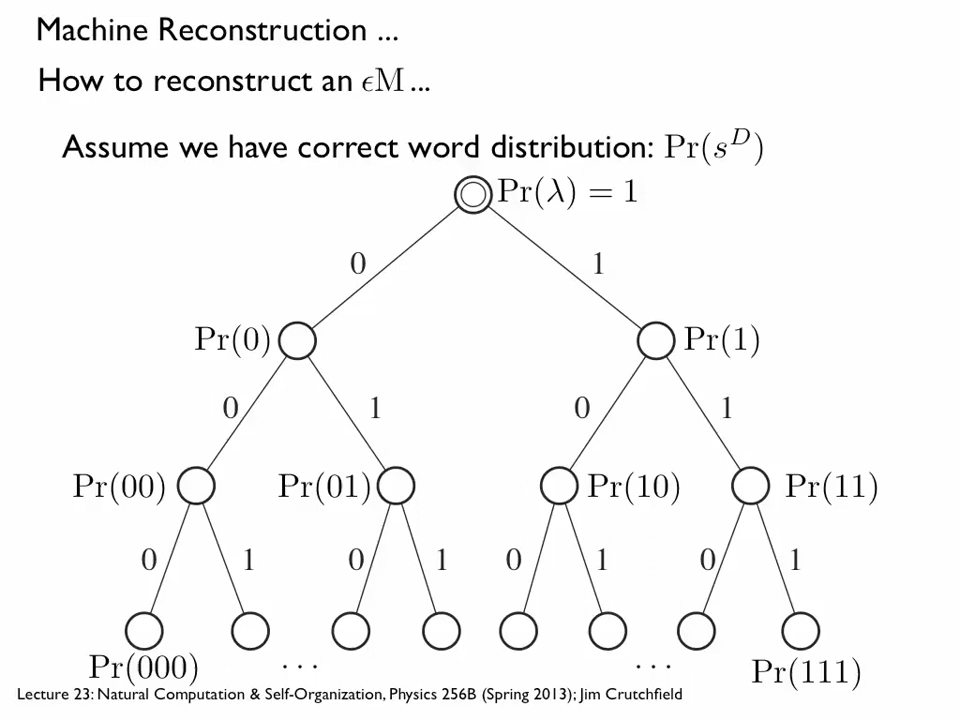 Machine Reconstruction ...
How to reconstruct an ϵM ...
Assume we have correct word distribution: Pr(s^D)
Pr(λ) = 1
0 1
Pr(0) Pr(1)
0 1 0 1
Pr(00) Pr(01) Pr(10) Pr(11)
0 1 0 1 0 1 0 1
Pr(000) ... ... Pr(111)
Lecture 23: Natural Computation & Self-Organization, Physics 256B (Spring 2013); Jim Crutchfield